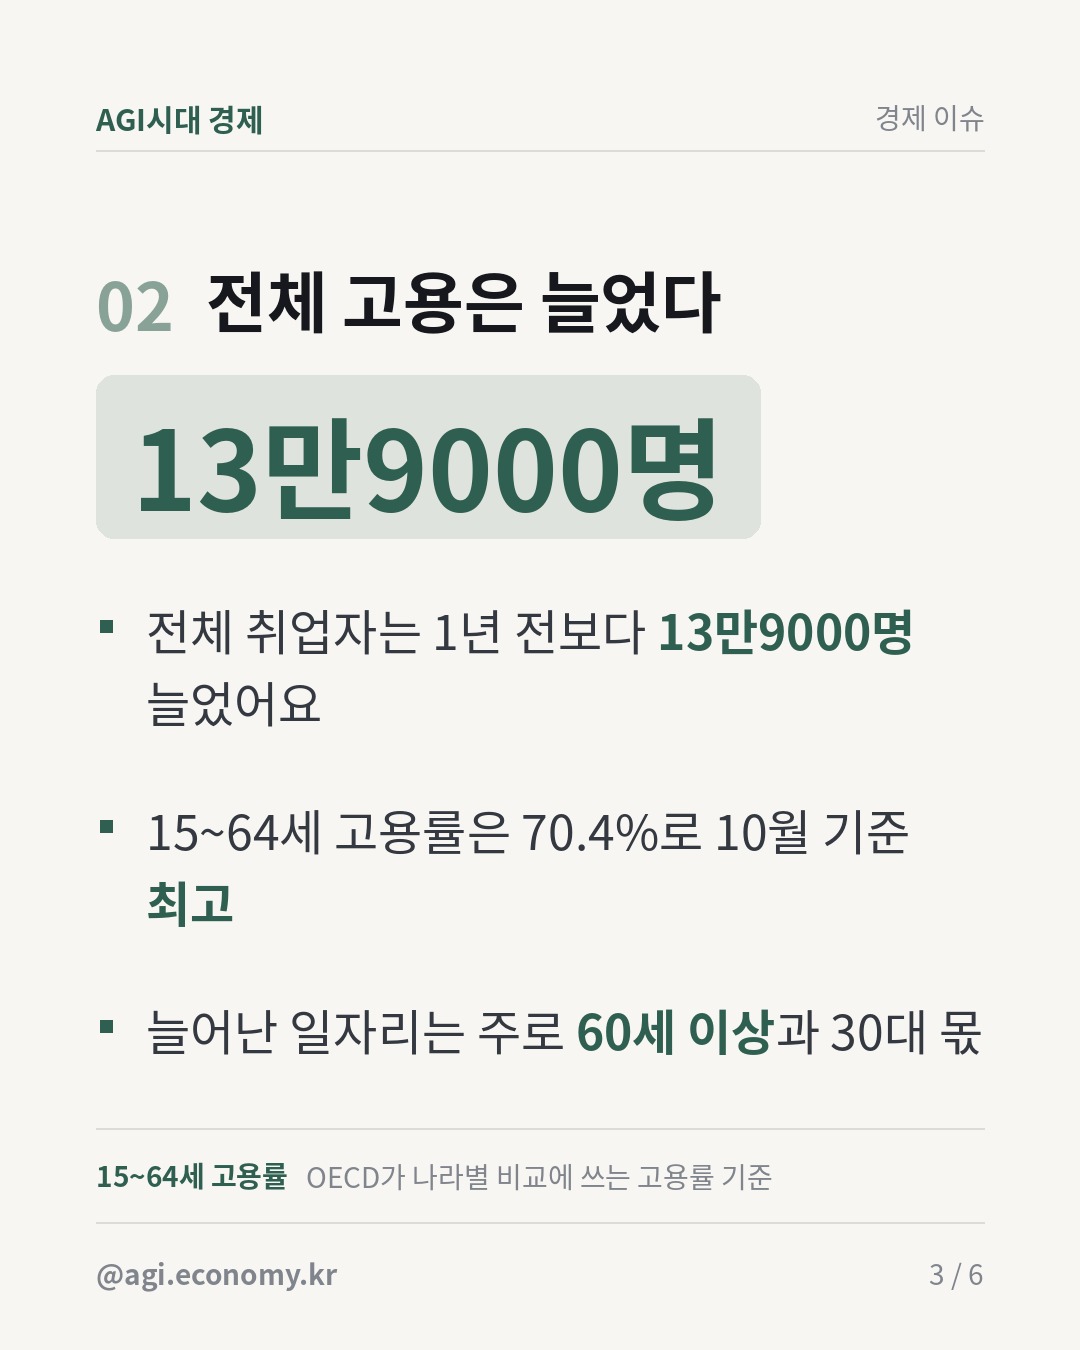 AGI시대 경제
경제 이슈
02 전체 고용은 늘었다
13만9000명
▪ 전체 취업자는 1년 전보다 13만9000명
늘었어요
▪ 15~64세 고용률은 70.4%로 10월 기준
최고
▪ 늘어난 일자리는 주로 60세 이상과 30대 몫
15~64세 고용률 OECD가 나라별 비교에 쓰는 고용률 기준
@agi.economy.kr
3 / 6